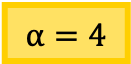 α = 4